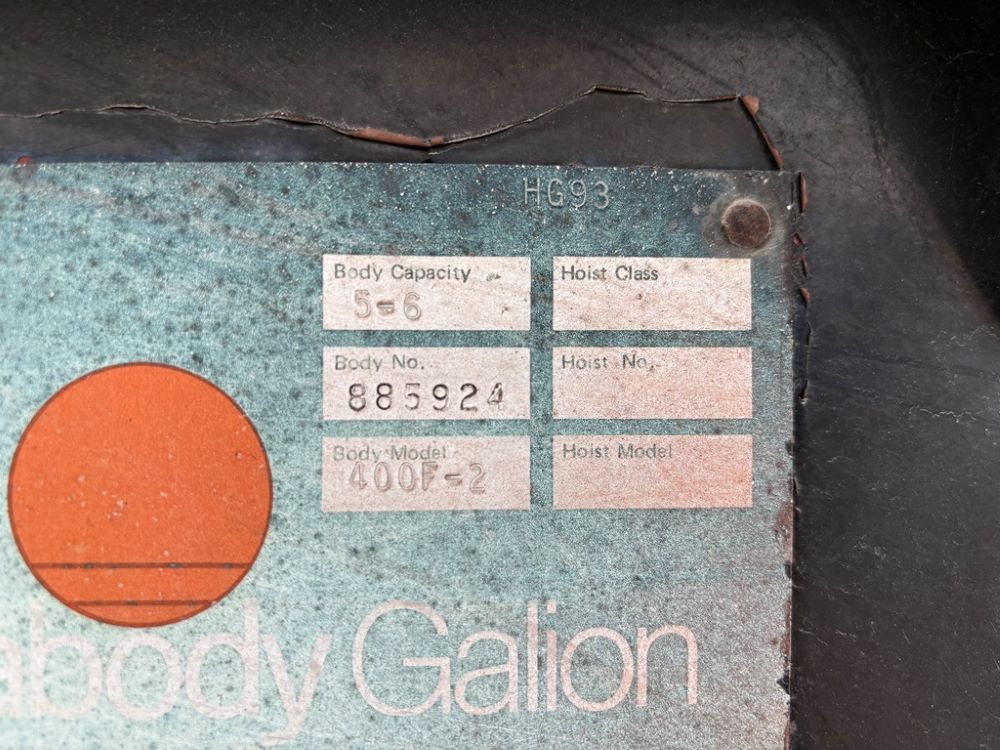 HG93
Body Capacity
5-6
Hoist Class
Body No.
885924
Hoist No.
Body Model
400F-2
Hoist Model
abody Galion